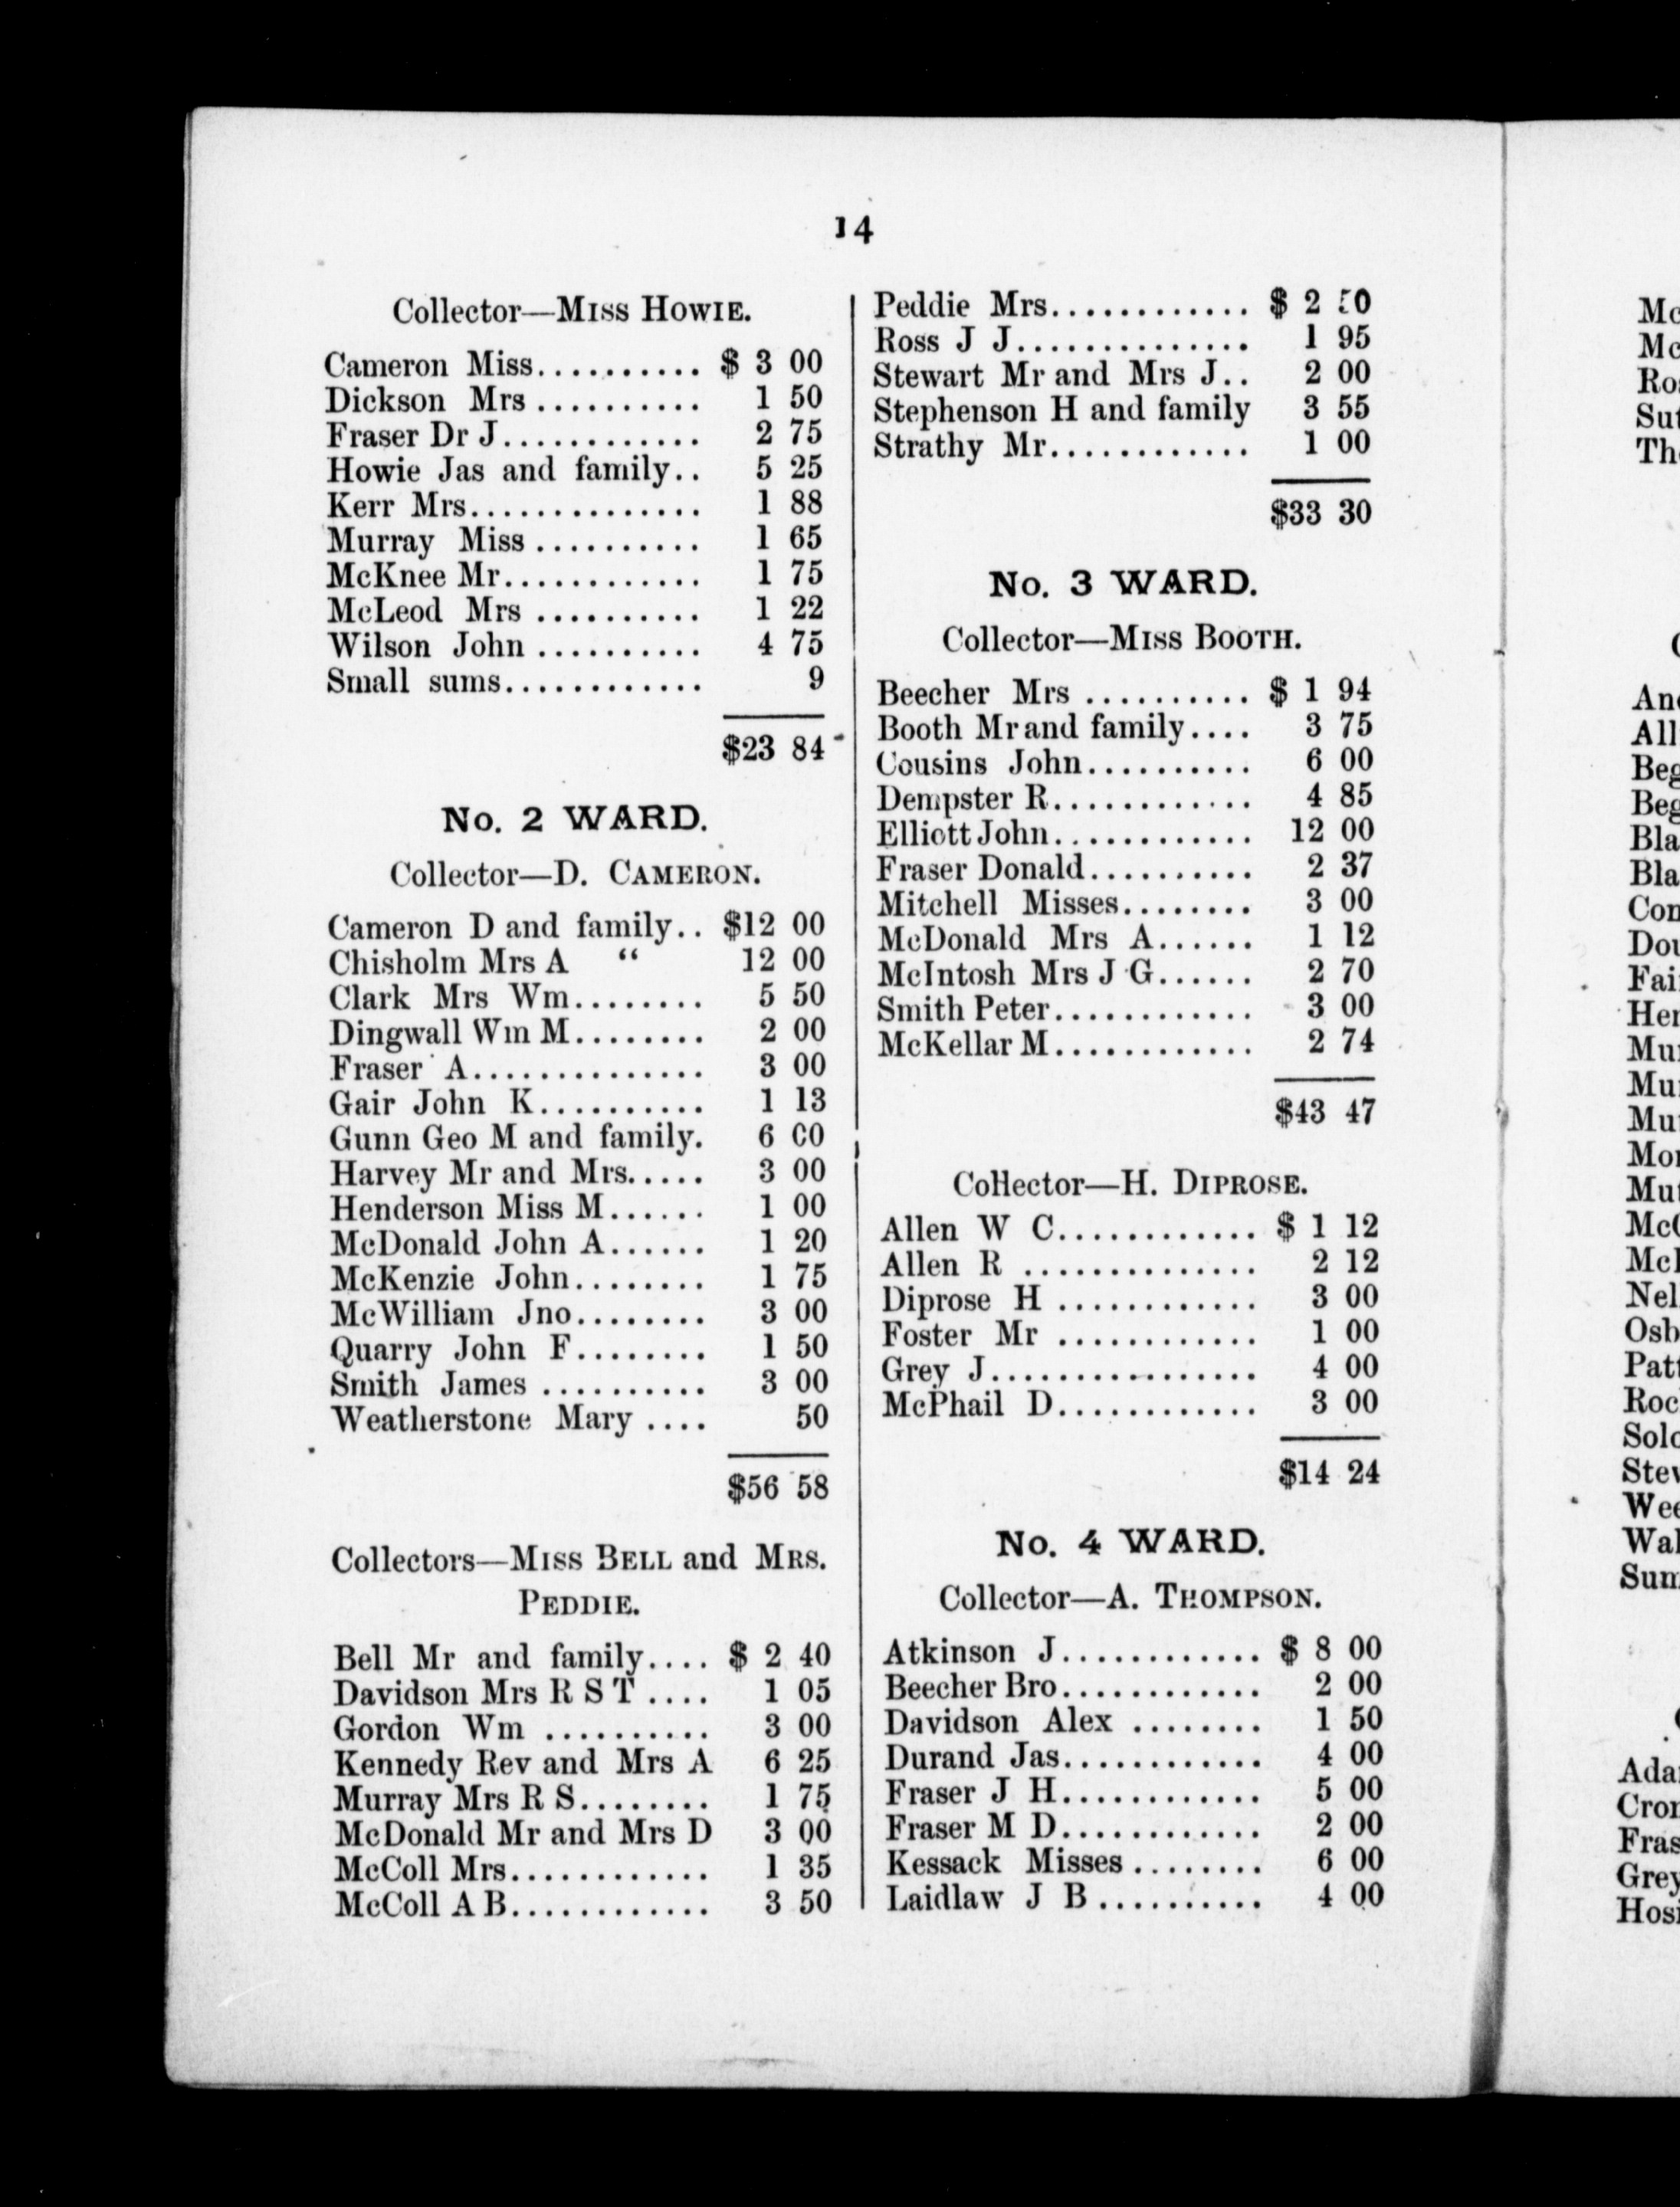 14
Collector—Miss Howie.
Cameron Miss.......... $ 3 00
Dickson Mrs .......... 1 50
Fraser Dr J............ 2 75
Howie Jas and family.. 5 25
Kerr Mrs.............. 1 88
Murray Miss .......... 1 65
McKnee Mr............ 1 75
McLeod Mrs .......... 1 22
Wilson John .......... 4 75
Small sums............ 9
$23 84
No. 2 WARD.
Collector—D. Cameron.
Cameron D and family.. $12 00
Chisholm Mrs A “ 12 00
Clark Mrs Wm........ 5 50
Dingwall Wm M........ 2 00
Fraser A.............. 3 00
Gair John K.......... 1 13
Gunn Geo M and family. 6 00
Harvey Mr and Mrs..... 3 00
Henderson Miss M...... 1 00
McDonald John A...... 1 20
McKenzie John........ 1 75
McWilliam Jno........ 3 00
Quarry John F........ 1 50
Smith James .......... 3 00
Weatherstone Mary .... 50
$56 58
Collectors—Miss Bell and Mrs.
Peddie.
Bell Mr and family.... $ 2 40
Davidson Mrs R S T .... 1 05
Gordon Wm .......... 3 00
Kennedy Rev and Mrs A 6 25
Murray Mrs R S........ 1 75
McDonald Mr and Mrs D 3 00
McColl Mrs............ 1 35
McColl A B............ 3 50
Peddie Mrs............ $ 2 50
Ross J J.............. 1 95
Stewart Mr and Mrs J.. 2 00
Stephenson H and family 3 55
Strathy Mr............ 1 00
$33 30
No. 3 WARD.
Collector—Miss Booth.
Beecher Mrs .......... $ 1 94
Booth Mr and family.... 3 75
Cousins John.......... 6 00
Dempster R............ 4 85
Elliott John............ 12 00
Fraser Donald.......... 2 37
Mitchell Misses........ 3 00
McDonald Mrs A...... 1 12
McIntosh Mrs J G...... 2 70
Smith Peter............ 3 00
McKellar M............ 2 74
$43 47
Collector—H. Diprose.
Allen W C............ $ 1 12
Allen R .............. 2 12
Diprose H ............ 3 00
Foster Mr ............ 1 00
Grey J................ 4 00
McPhail D............ 3 00
$14 24
No. 4 WARD.
Collector—A. Thompson.
Atkinson J............ $ 8 00
Beecher Bro............ 2 00
Davidson Alex ........ 1 50
Durand Jas............ 4 00
Fraser J H............ 5 00
Fraser M D............ 2 00
Kessack Misses ........ 6 00
Laidlaw J B .......... 4 00